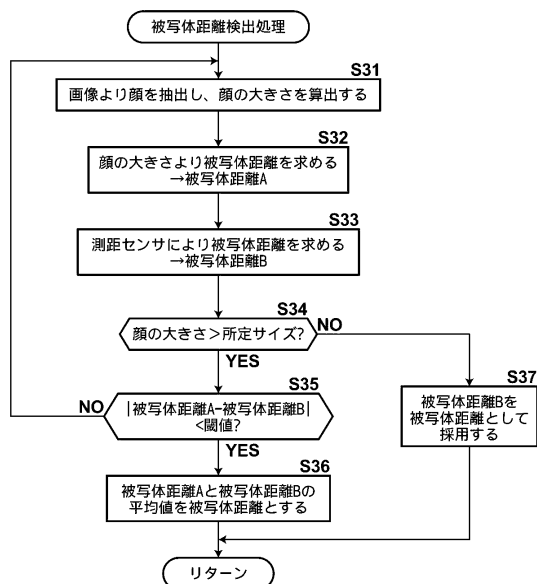 被写体距離検出処理
S31
画像より顔を抽出し、顔の大きさを算出する
S32
顔の大きさより被写体距離を求める
→被写体距離A
S33
測距センサにより被写体距離を求める
→被写体距離B
S34
顔の大きさ＞所定サイズ?
NO
YES
S35
|被写体距離A−被写体距離B|
<閾値?
NO
YES
S37
被写体距離Bを
被写体距離として
採用する
S36
被写体距離Aと被写体距離Bの
平均値を被写体距離とする
リターン